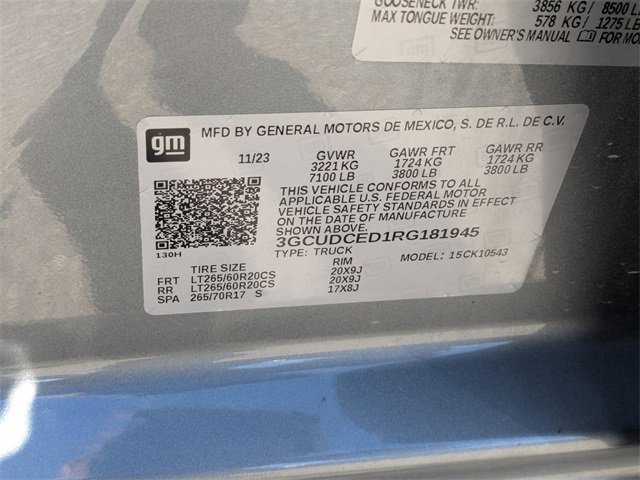 GOOSENECK TWR: 3856 KG / 8500 L
MAX TONGUE WEIGHT: 578 KG / 1275 LB
SEE OWNER'S MANUAL FOR MO
gm
MFD BY GENERAL MOTORS DE MEXICO, S. DE R.L. DE C.V.
11/23 GVWR GAWR FRT GAWR RR
3221 KG 1724 KG 1724 KG
7100 LB 3800 LB 3800 LB
THIS VEHICLE CONFORMS TO ALL
APPLICABLE U.S. FEDERAL MOTOR
VEHICLE SAFETY STANDARDS IN EFFECT
ON THE DATE OF MANUFACTURE
SHOWN ABOVE.
3GCUDCED1RG181945
130H
TYPE: TRUCK MODEL: 15CK10543
TIRE SIZE RIM
FRT LT265/60R20CS 20X9J
RR LT265/60R20CS 20X9J
SPA 265/70R17 S 17X8J